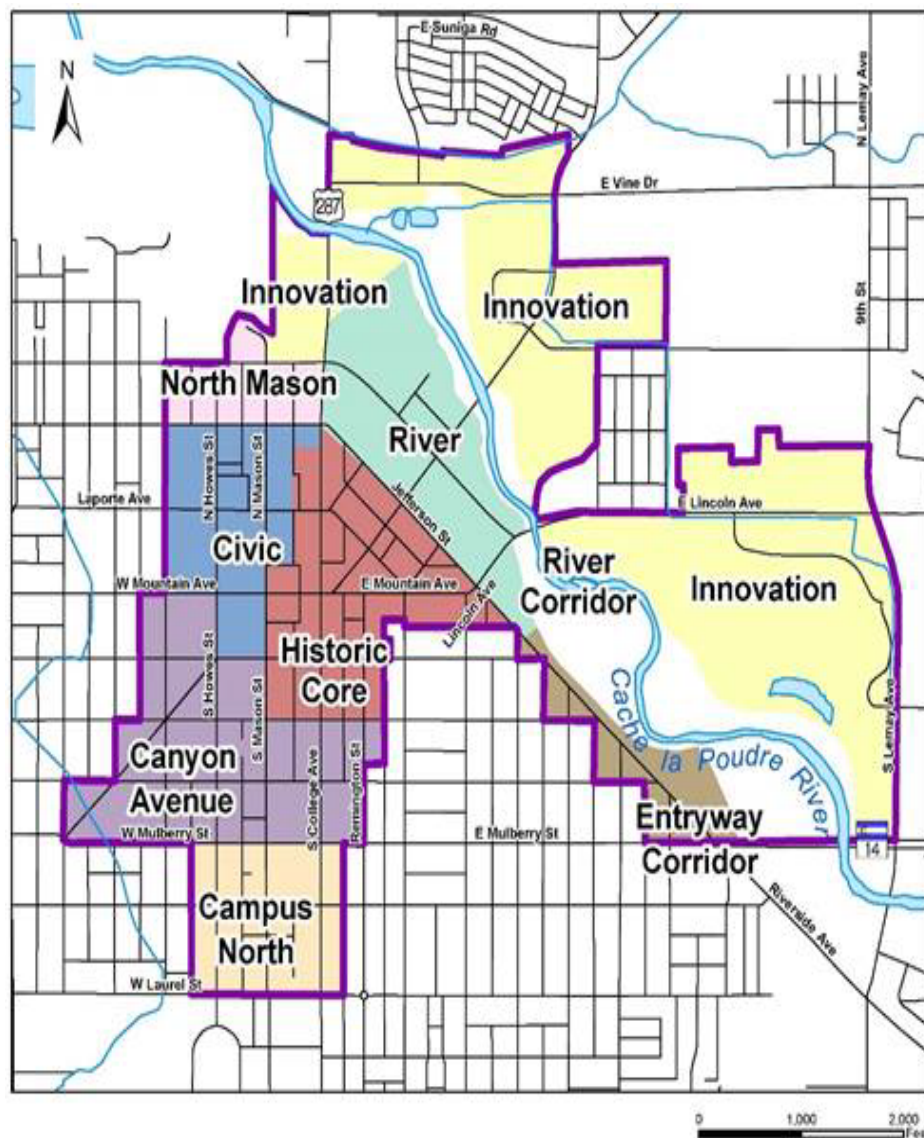 E Suniga Rd
N
N Lemay Ave
E Vine Dr
287
9th St
Innovation
Innovation
North Mason
River
N Howes St
N Mason St
Jefferson St
Laporte Ave
E Lincoln Ave
Civic
River
Corridor
W Mountain Ave
E Mountain Ave
Lincoln Ave
Innovation
Historic
Core
S Howes St
S Mason St
Cache la Poudre River
S Lemay Ave
Canyon
Avenue
S College Ave
Remington St
W Mulberry St
E Mulberry St
Entryway
Corridor
14
Riverside Ave
Campus
North
W Laurel St
0 1,000 2,000